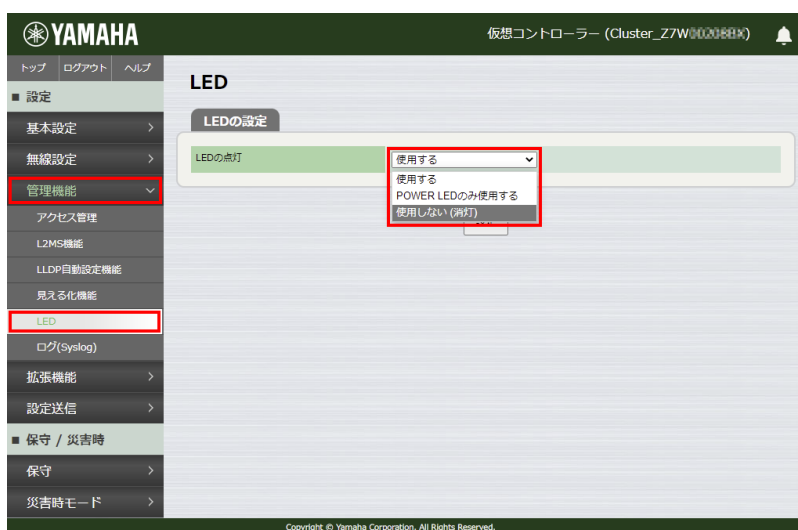 YAMAHA
仮想コントローラー (Cluster_Z7W
トップ ログアウト ヘルプ
■ 設定
基本設定
無線設定
管理機能
アクセス管理
L2MS機能
LLDP自動設定機能
見える化機能
LED
ログ(Syslog)
拡張機能
設定送信
■ 保守 / 災害時
保守
災害時モード
LED
LEDの設定
LEDの点灯
使用する
使用する
POWER LEDのみ使用する
使用しない (消灯)
Copyright © Yamaha Corporation. All Rights Reserved.